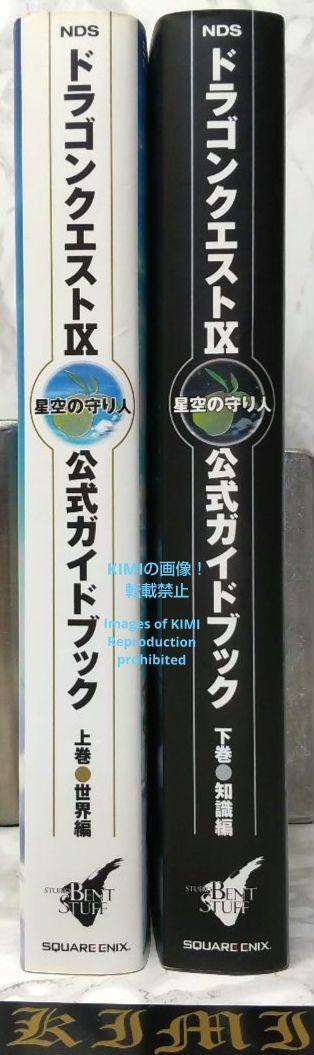 NDS
ドラゴンクエストIX
星空の守り人
公式ガイドブック
上巻●世界編
STUDIO BENT STUFF
SQUARE ENIX®
NDS
ドラゴンクエストIX
星空の守り人
公式ガイドブック
下巻●知識編
STUDIO BENT STUFF
SQUARE ENIX®
KIMIの画像！
転載禁止
Images of KIMI
Reproduction
prohibited
KIMI